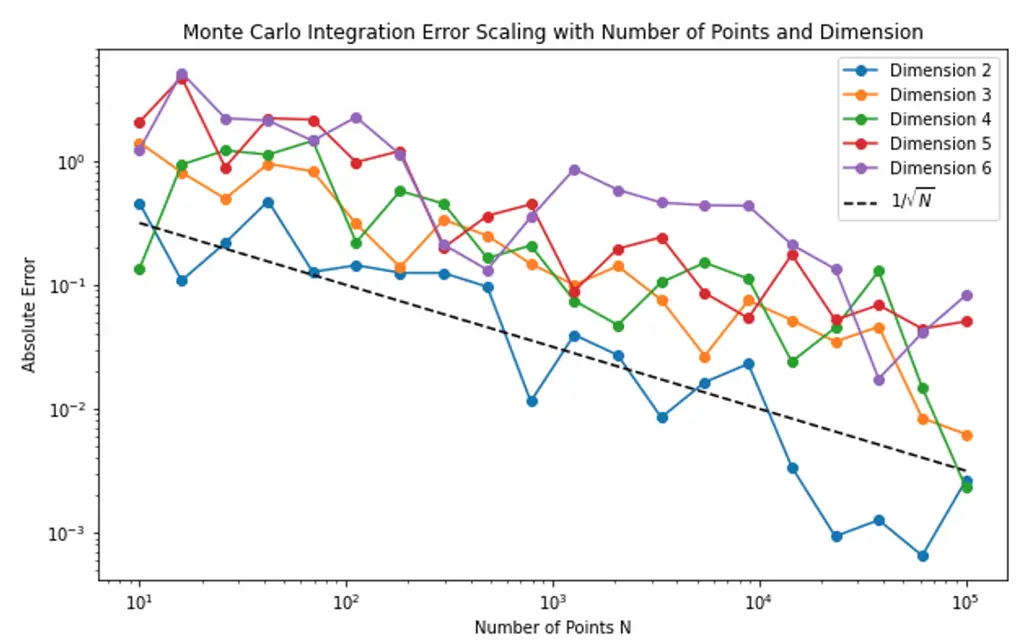 Monte Carlo Integration Error Scaling with Number of Points and Dimension
Dimension 2
Dimension 3
Dimension 4
Dimension 5
Dimension 6
1/√N
Absolute Error
10⁰
10⁻¹
10⁻²
10⁻³
10¹ 10² 10³ 10⁴ 10⁵
Number of Points N